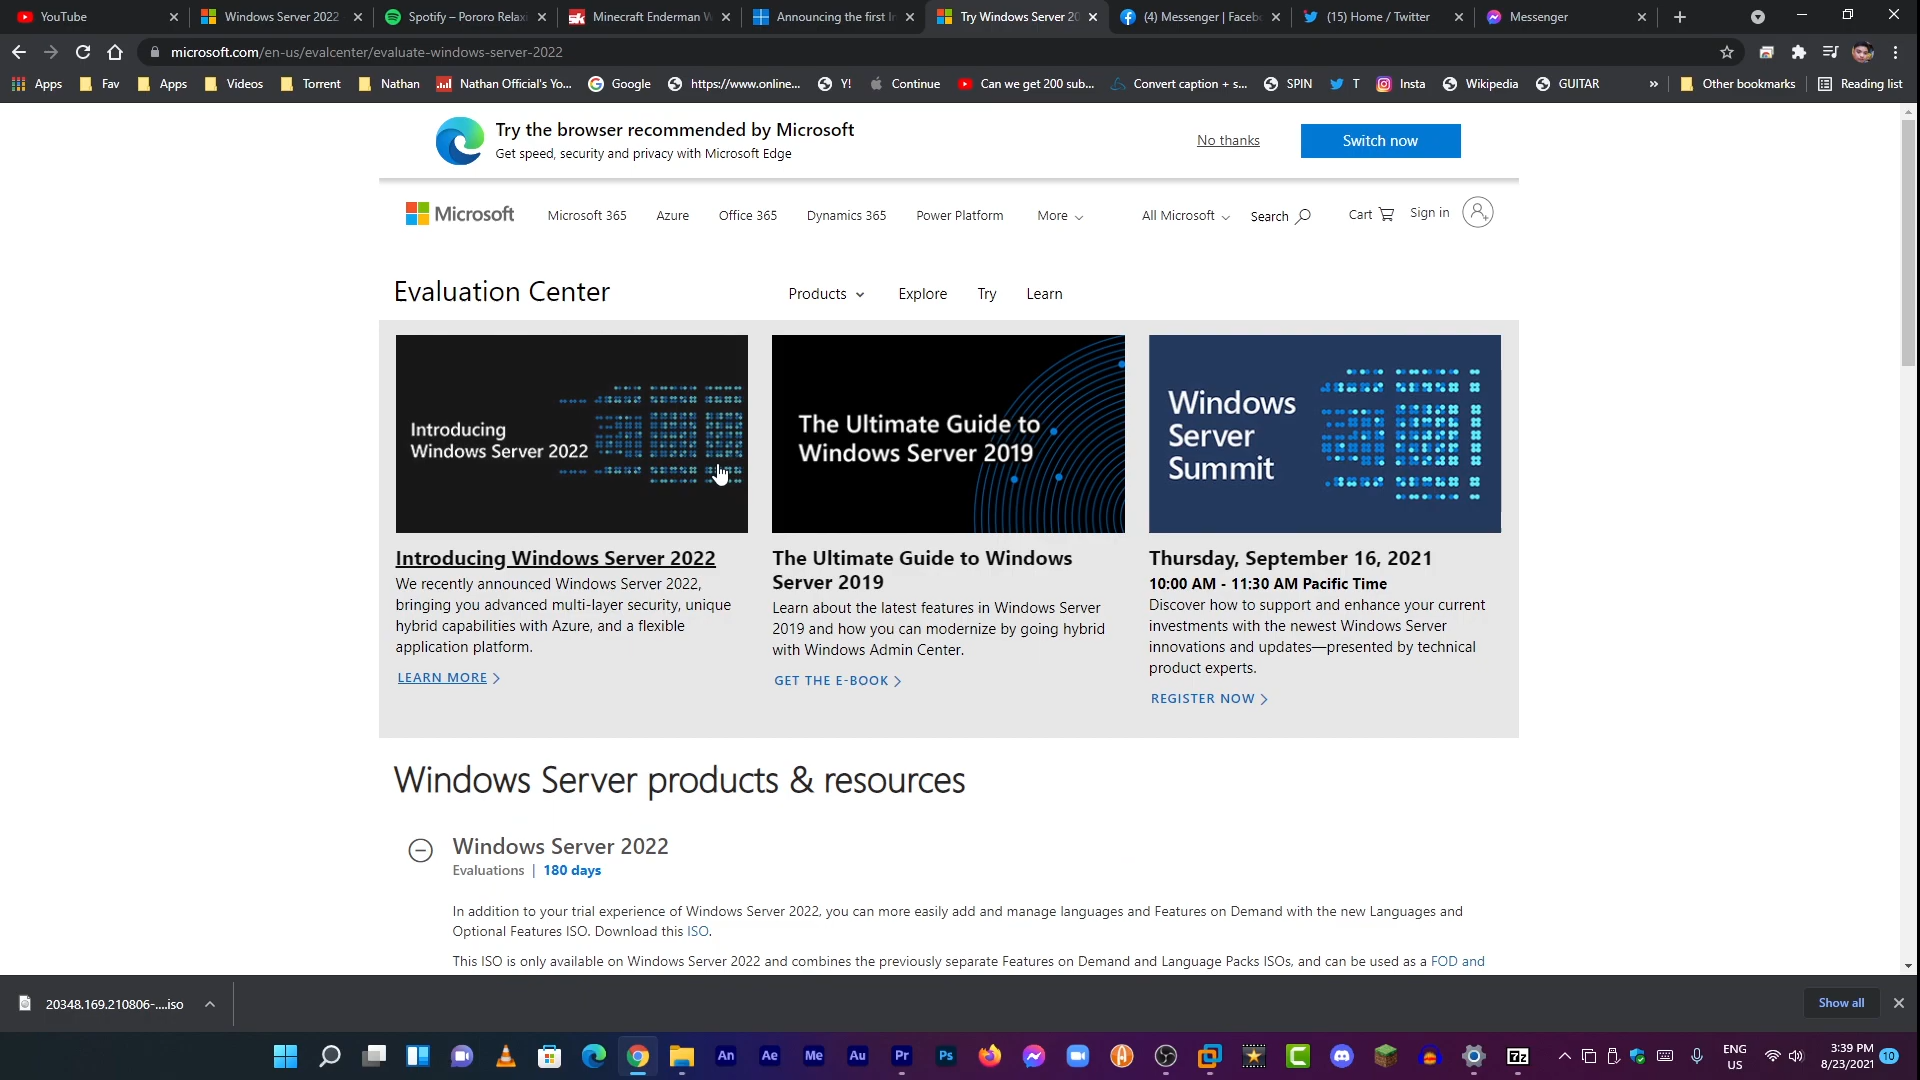 YouTube
Windows Server 2022
Spotify – Pororo Relaxi
Minecraft Enderman W
Announcing the first In
Try Windows Server 20
(4) Messenger | Faceb
(15) Home / Twitter
Messenger
microsoft.com/en-us/evalcenter/evaluate-windows-server-2022
Apps
Fav
Apps
Videos
Torrent
Nathan
Nathan Official's Yo...
Google
https://www.online...
Y!
Continue
Can we get 200 sub...
Convert caption + s...
SPIN
T
Insta
Wikipedia
GUITAR
»
Other bookmarks
Reading list
Try the browser recommended by Microsoft
Get speed, security and privacy with Microsoft Edge
No thanks
Switch now
Microsoft
Microsoft 365
Azure
Office 365
Dynamics 365
Power Platform
More
All Microsoft
Search
Cart
Sign in
Evaluation Center
Products
Explore
Try
Learn
Introducing
Windows Server 2022
The Ultimate Guide to
Windows Server 2019
Windows
Server
Summit
Introducing Windows Server 2022
We recently announced Windows Server 2022,
bringing you advanced multi-layer security, unique
hybrid capabilities with Azure, and a flexible
application platform.
LEARN MORE >
The Ultimate Guide to Windows
Server 2019
Learn about the latest features in Windows Server
2019 and how you can modernize by going hybrid
with Windows Admin Center.
GET THE E-BOOK >
Thursday, September 16, 2021
10:00 AM - 11:30 AM Pacific Time
Discover how to support and enhance your current
investments with the newest Windows Server
innovations and updates—presented by technical
product experts.
REGISTER NOW >
Windows Server products & resources
Windows Server 2022
Evaluations | 180 days
In addition to your trial experience of Windows Server 2022, you can more easily add and manage languages and Features on Demand with the new Languages and
Optional Features ISO. Download this ISO.
This ISO is only available on Windows Server 2022 and combines the previously separate Features on Demand and Language Packs ISOs, and can be used as a FOD and
20348.169.210806-....iso
Show all
An
Ae
Me
Au
Pr
Ps
7z
ENG
US
3:39 PM
8/23/2021
10